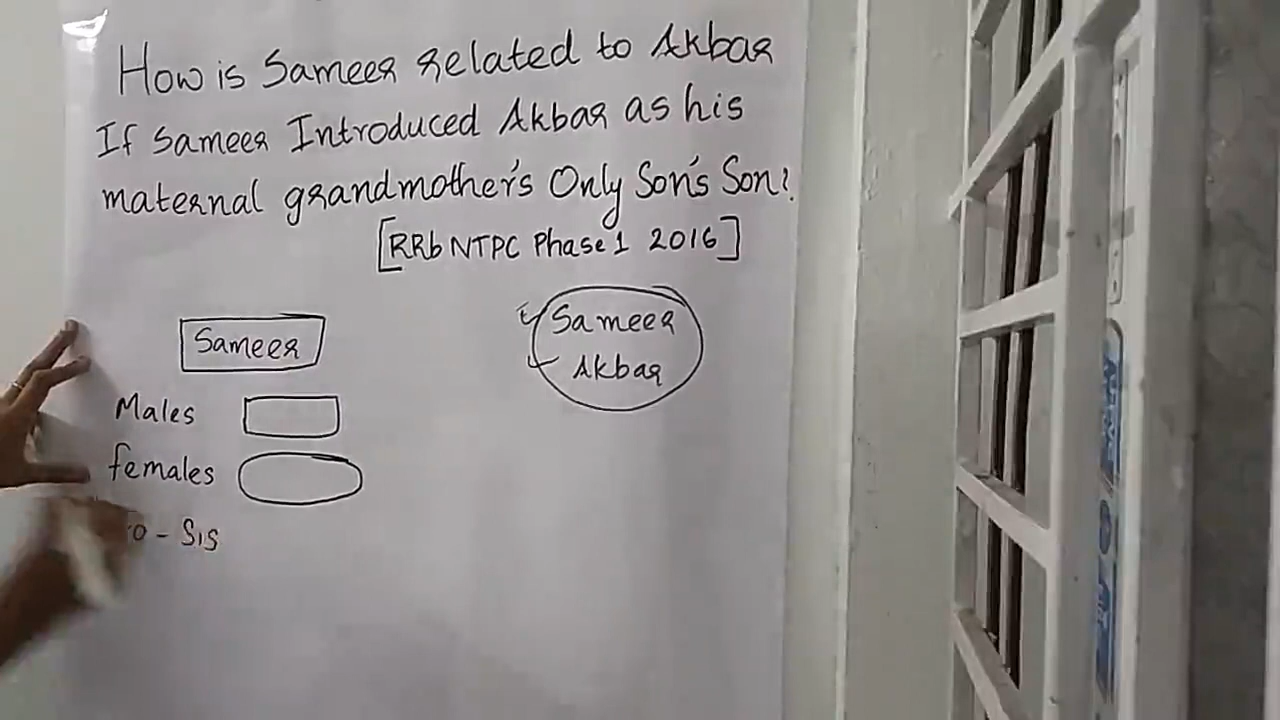 How is Sameer related to Akbar
If Sameer Introduced Akbar as his
maternal grandmother's Only Son's Son?
[RRb NTPC Phase 1 2016]
Sameer
Sameer
Akbar
Males
females
- Sis